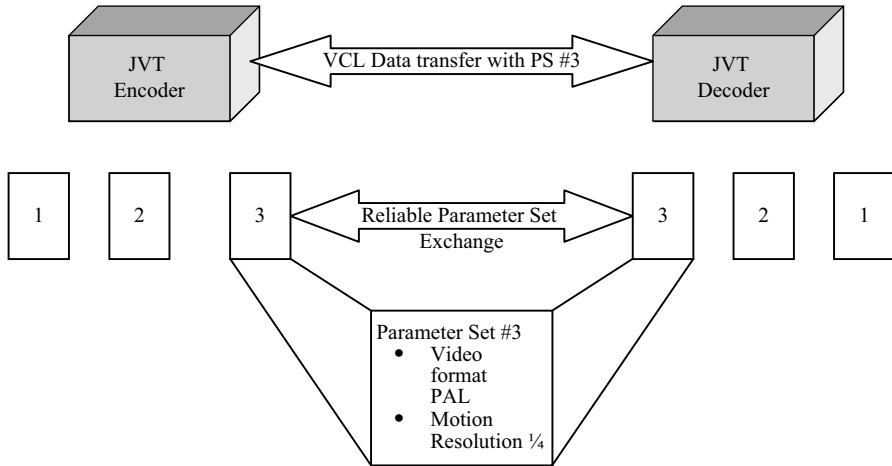 JVT
Encoder
VCL Data transfer with PS #3
JVT
Decoder
1
2
3
Reliable Parameter Set
Exchange
3
2
1
Parameter Set #3
• Video
format
PAL
• Motion
Resolution ¼